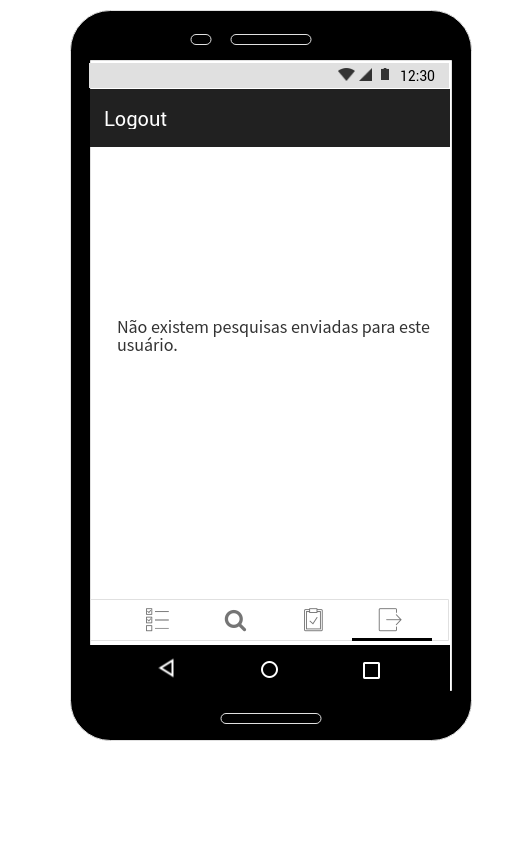 12:30
Logout
Não existem pesquisas enviadas para este
usuário.